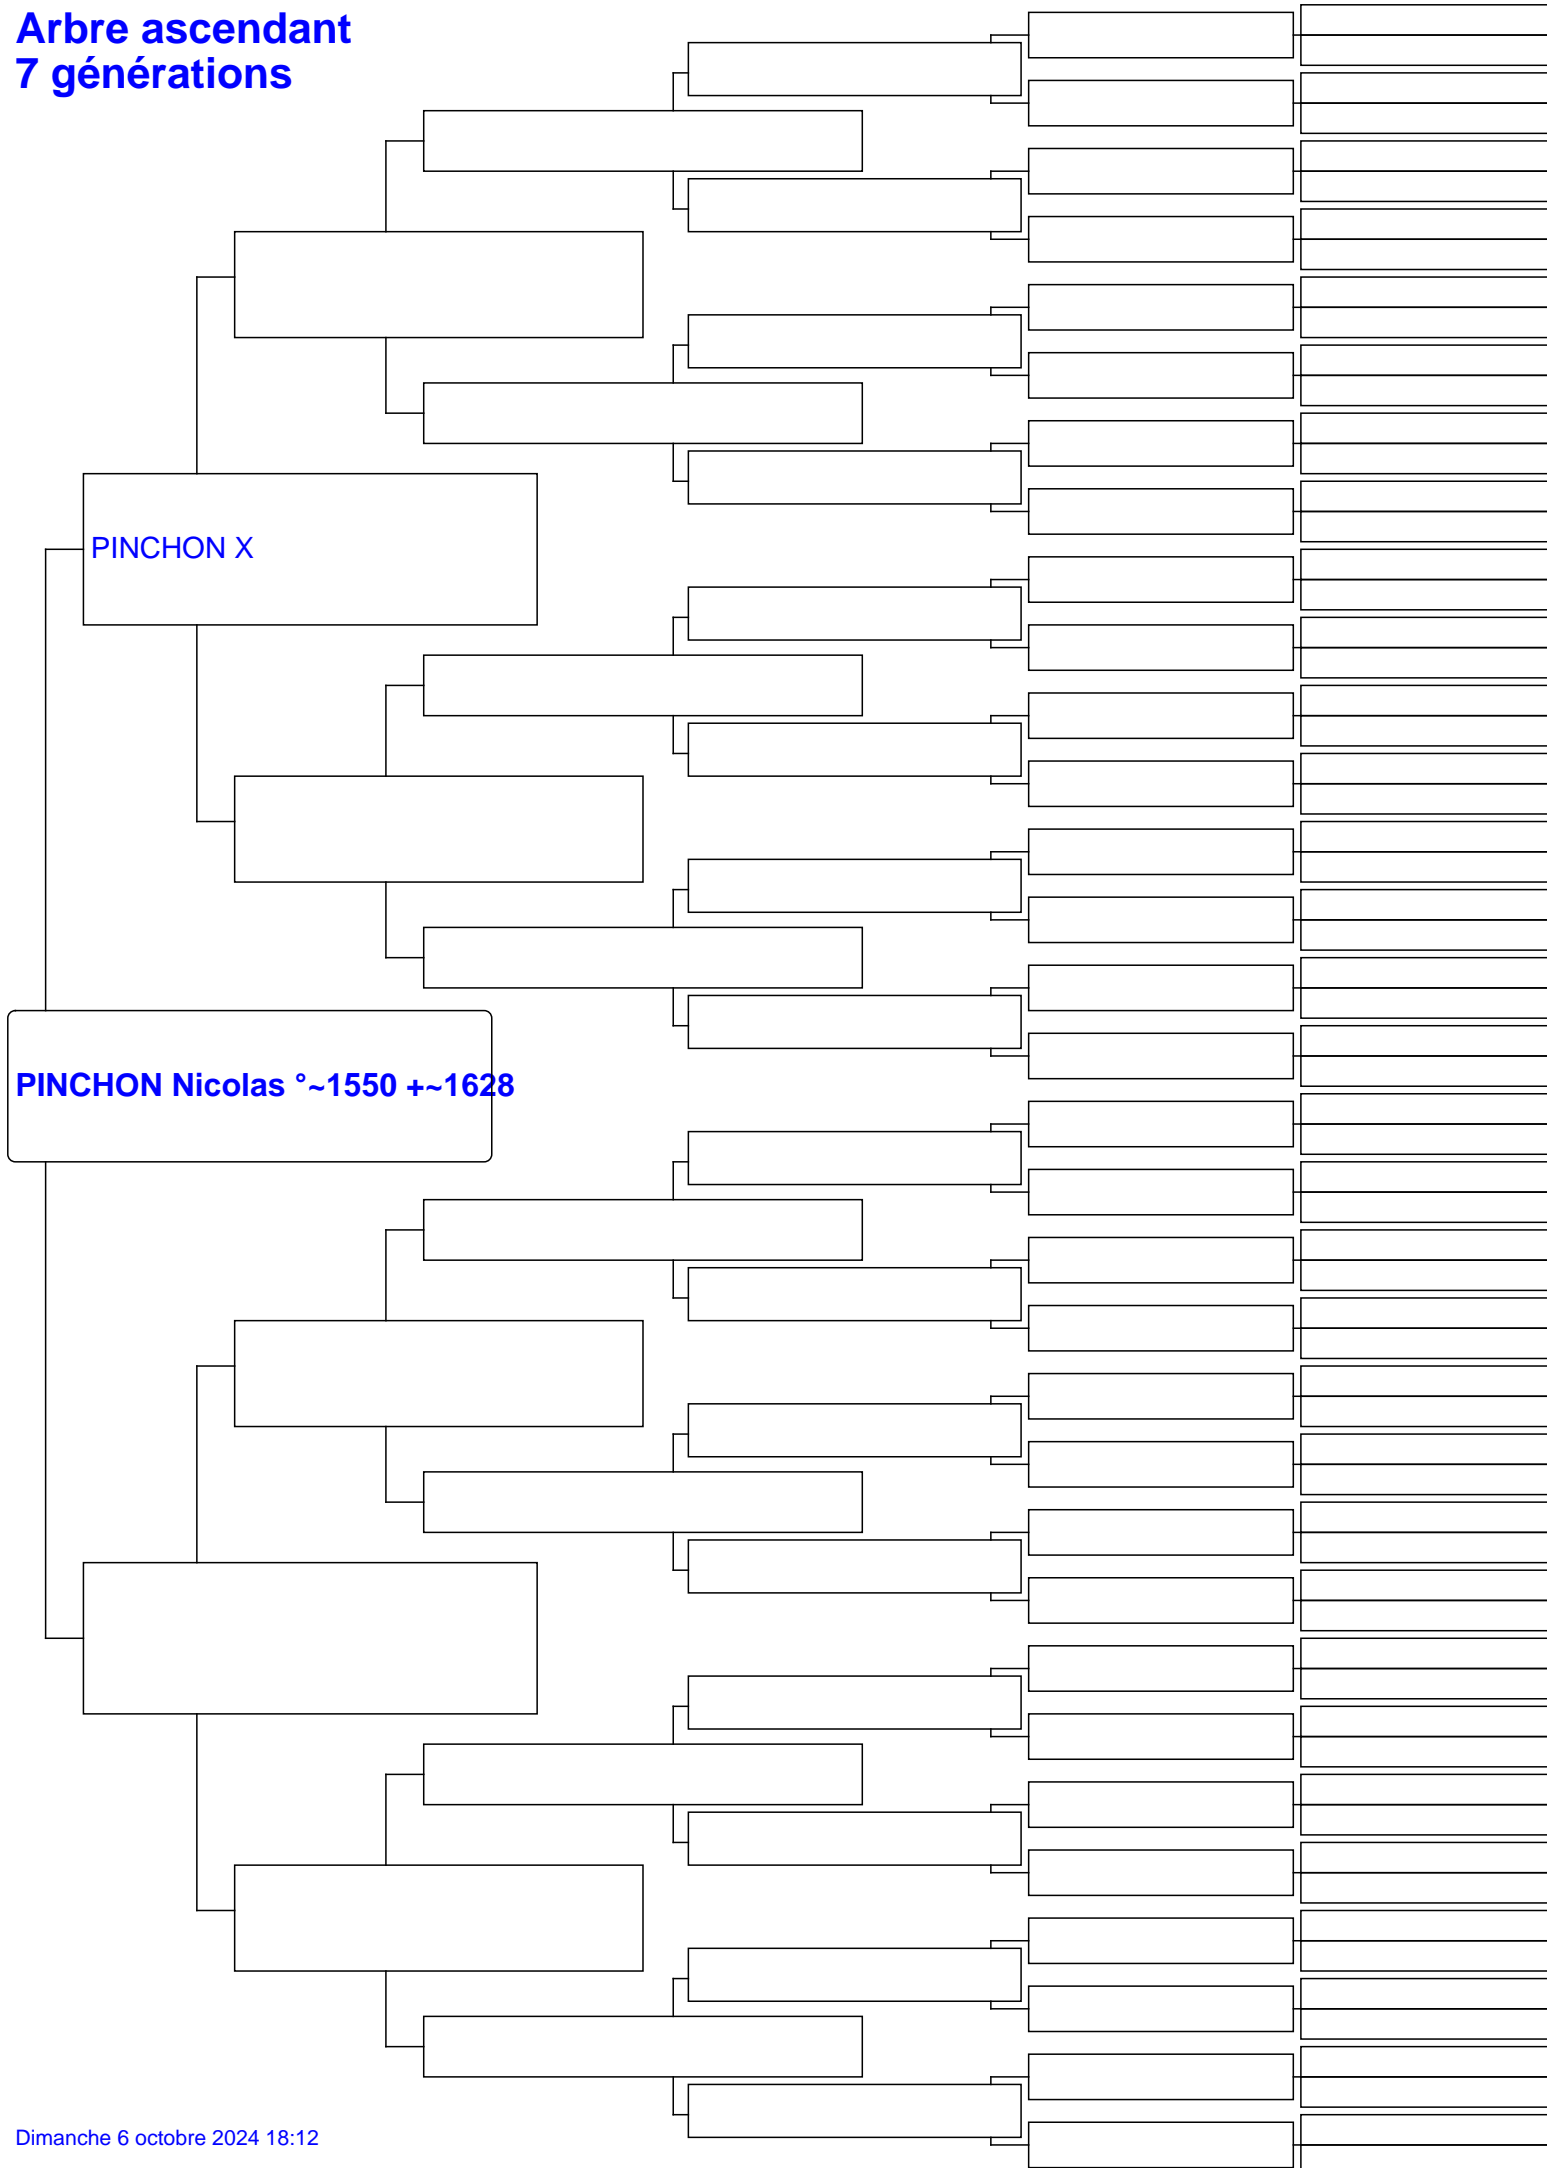 Arbre ascendant
7 générations
PINCHON X
PINCHON Nicolas °~1550 +~1628
Dimanche 6 octobre 2024 18:12